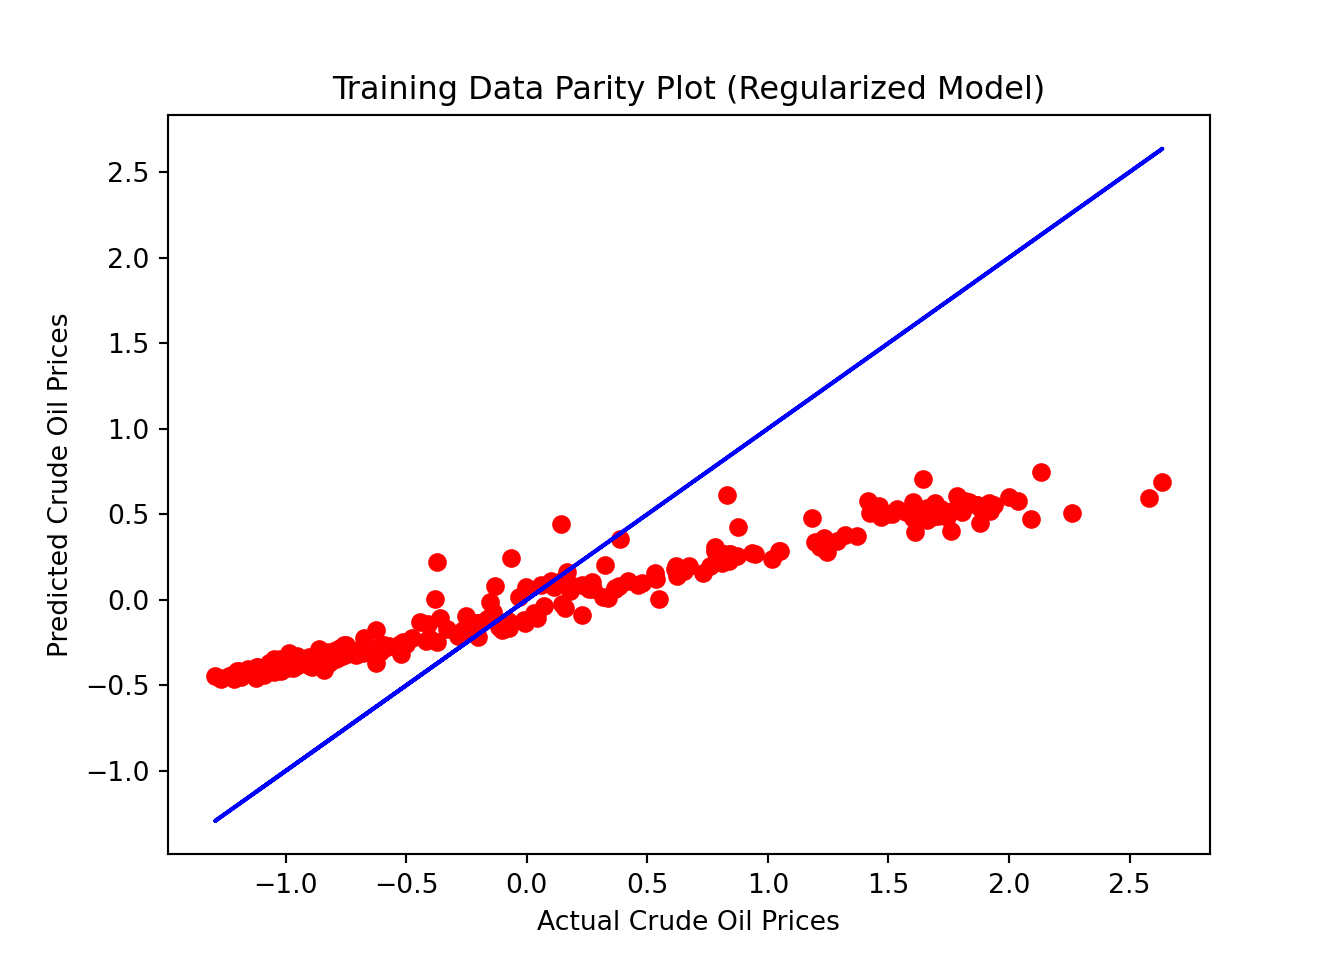 Training Data Parity Plot (Regularized Model)
2.5
2.0
1.5
1.0
0.5
0.0
−0.5
−1.0
Predicted Crude Oil Prices
−1.0 −0.5 0.0 0.5 1.0 1.5 2.0 2.5
Actual Crude Oil Prices